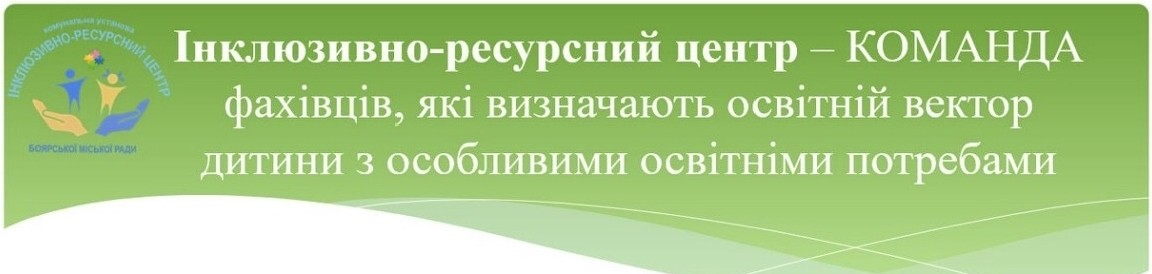 комунальна установа
ІНКЛЮЗИВНО-РЕСУРСНИЙ ЦЕНТР
БОЯРСЬКОЇ МІСЬКОЇ РАДИ
Інклюзивно-ресурсний центр – КОМАНДА
фахівців, які визначають освітній вектор
дитини з особливими освітніми потребами